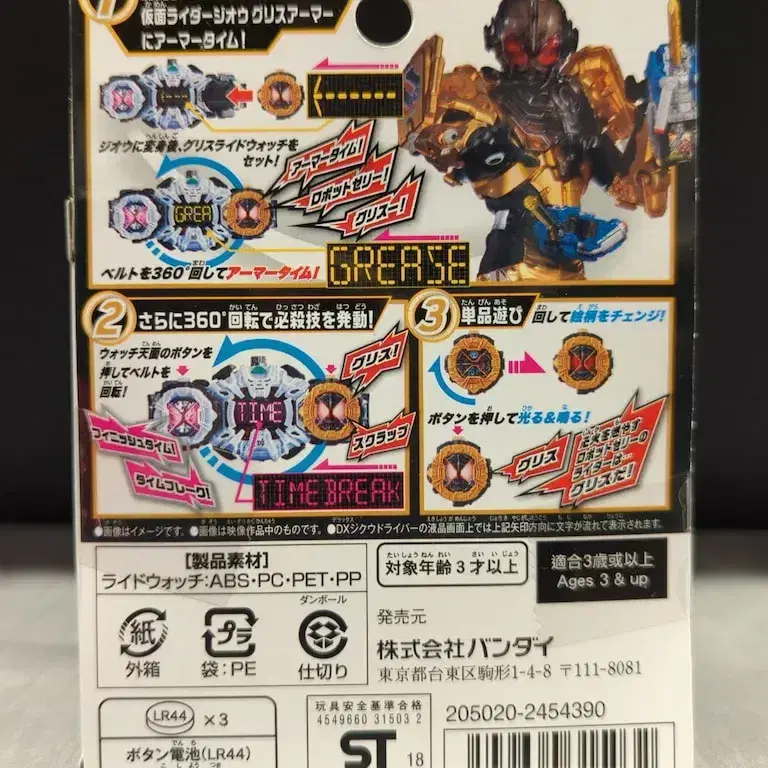 1
仮面ライダージオウ グリスアーマー
にアーマータイム!
ジオウに変身後、グリスライドウォッチを
セット!
アーマータイム!
ロボットゼリー!
グリスー!
GREA
GREASE
ベルトを360°回してアーマータイム!
2 さらに360°回転で必殺技を発動!
ウォッチ天面のボタンを
押してベルトを
回転!
グリス!
TIME
スクラップ
フィニッシュタイム!
タイムブレーク!
TIME BREAK
3 単品遊び 回して絵柄をチェンジ!
ボタンを押して光る&鳴る!
グリス
心火を燃やす
ロボットゼリーの
ライダーは…
グリスだ!
●画像はイメージです。 ●画像は映像作品中のものです。 ●DXジクウドライバーの液晶画面上では上記矢印方向に文字が流れて表示されます。
[製品素材]
ライドウォッチ:ABS・PC・PET・PP
紙
外箱
プラ
袋:PE
ダンボール
仕切り
対象年齢3才以上
適合3歳或以上
Ages 3 & up
発売元
株式会社バンダイ
東京都台東区駒形1-4-8 〒111-8081
LR44 ×3
ボタン電池(LR44)
玩具安全基準合格
4549660 31503 2
ST 18
205020-2454390